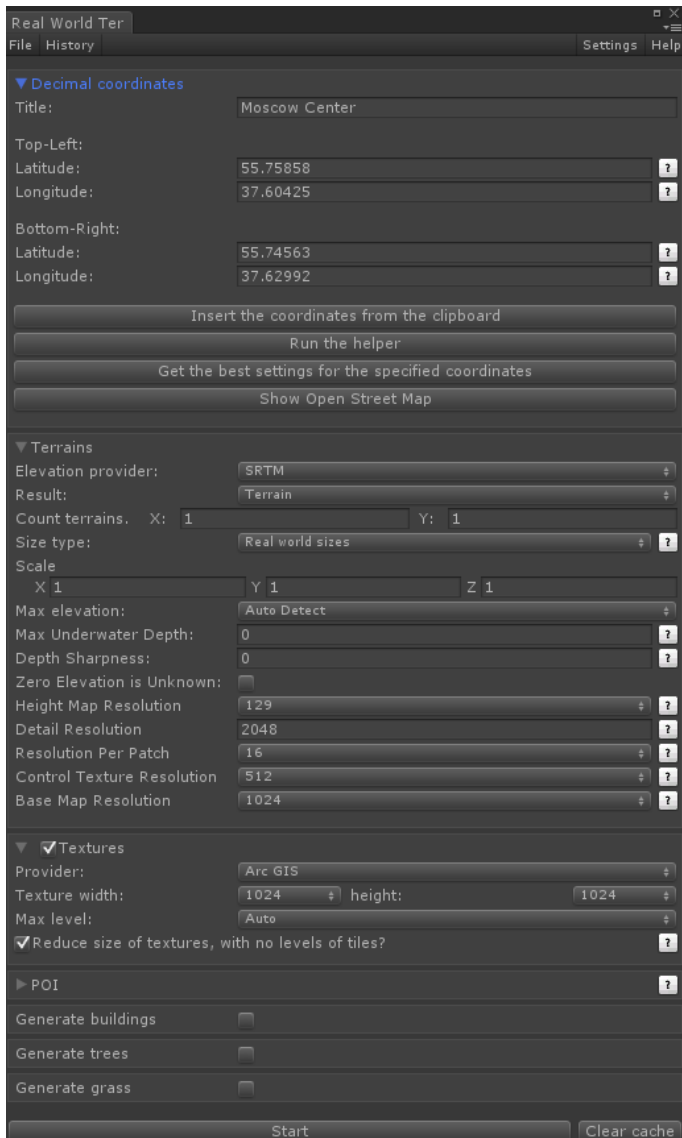 Real World Ter
File History Settings Help
Decimal coordinates
Title: Moscow Center
Top-Left:
Latitude: 55.75858 ?
Longitude: 37.60425 ?
Bottom-Right:
Latitude: 55.74563 ?
Longitude: 37.62992 ?
Insert the coordinates from the clipboard
Run the helper
Get the best settings for the specified coordinates
Show Open Street Map
Terrains
Elevation provider: SRTM
Result: Terrain
Count terrains. X: 1 Y: 1
Size type: Real world sizes ?
Scale
X 1 Y 1 Z 1
Max elevation: Auto Detect
Max Underwater Depth: 0 ?
Depth Sharpness: 0 ?
Zero Elevation is Unknown:
Height Map Resolution 129 ?
Detail Resolution 2048 ?
Resolution Per Patch 16 ?
Control Texture Resolution 512 ?
Base Map Resolution 1024 ?
Textures
Provider: Arc GIS
Texture width: 1024 height: 1024
Max level: Auto
Reduce size of textures, with no levels of tiles? ?
POI ?
Generate buildings
Generate trees
Generate grass
Start Clear cache